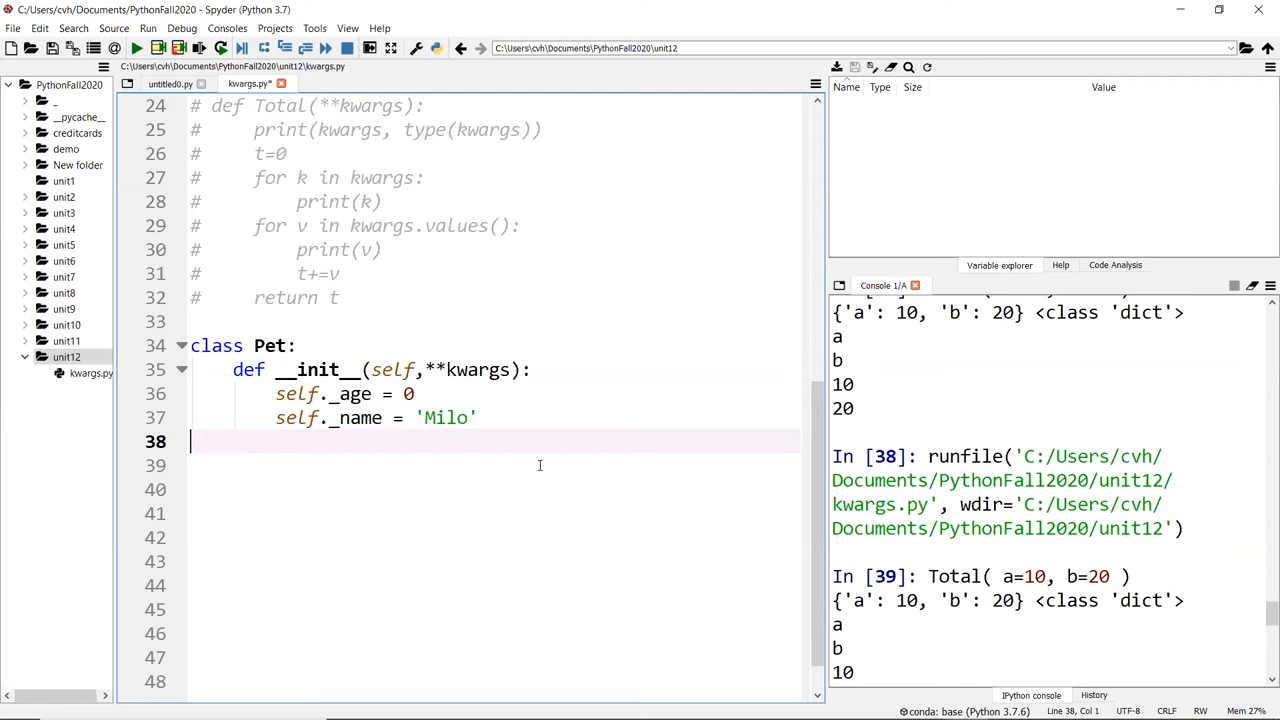 C:\Users\cvh\Documents\PythonFall2020 - Spyder (Python 3.7)
File Edit Search Source Run Debug Consoles Projects Tools View Help
C:\Users\cvh\Documents\PythonFall2020\unit12
C:\Users\cvh\Documents\PythonFall2020\unit12\kwargs.py
PythonFall2020
_
__pycache__
creditcards
demo
New folder
unit1
unit2
unit3
unit4
unit5
unit6
unit7
unit8
unit9
unit10
unit11
unit12
kwargs.py
untitled0.py
kwargs.py*
24 # def Total(**kwargs):
25 #     print(kwargs, type(kwargs))
26 #     t=0
27 #     for k in kwargs:
28 #         print(k)
29 #     for v in kwargs.values():
30 #         print(v)
31 #         t+=v
32 #     return t
33
34 class Pet:
35     def __init__(self,**kwargs):
36         self._age = 0
37         self._name = 'Milo'
38
39
40
41
42
43
44
45
46
47
48
Name Type Size Value
Variable explorer Help Code Analysis
Console 1/A
{'a': 10, 'b': 20} <class 'dict'>
a
b
10
20
In [38]: runfile('C:/Users/cvh/
Documents/PythonFall2020/unit12/
kwargs.py', wdir='C:/Users/cvh/
Documents/PythonFall2020/unit12')
In [39]: Total( a=10, b=20 )
{'a': 10, 'b': 20} <class 'dict'>
a
b
10
IPython console History
conda: base (Python 3.7.6) Line 38, Col 1 UTF-8 CRLF RW Mem 27%